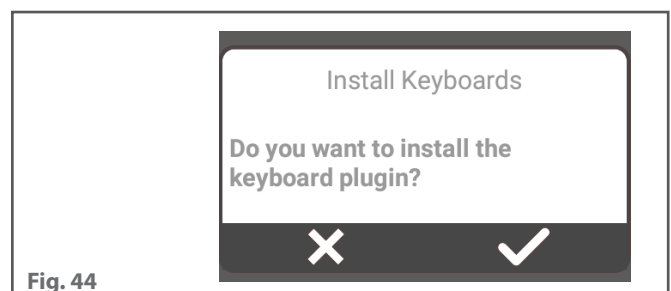 Install Keyboards
Do you want to install the
keyboard plugin?
Fig. 44